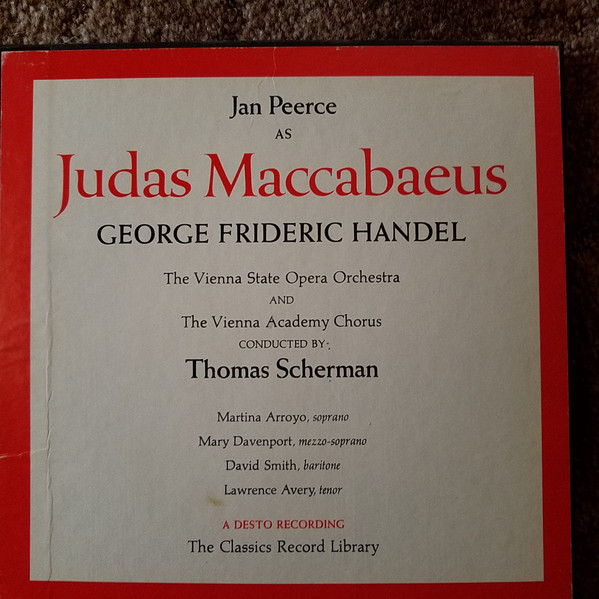 Jan Peerce
AS
Judas Maccabaeus
GEORGE FRIDERIC HANDEL
The Vienna State Opera Orchestra
AND
The Vienna Academy Chorus
CONDUCTED BY
Thomas Scherman
Martina Arroyo, soprano
Mary Davenport, mezzo-soprano
David Smith, baritone
Lawrence Avery, tenor
A DESTO RECORDING
The Classics Record Library